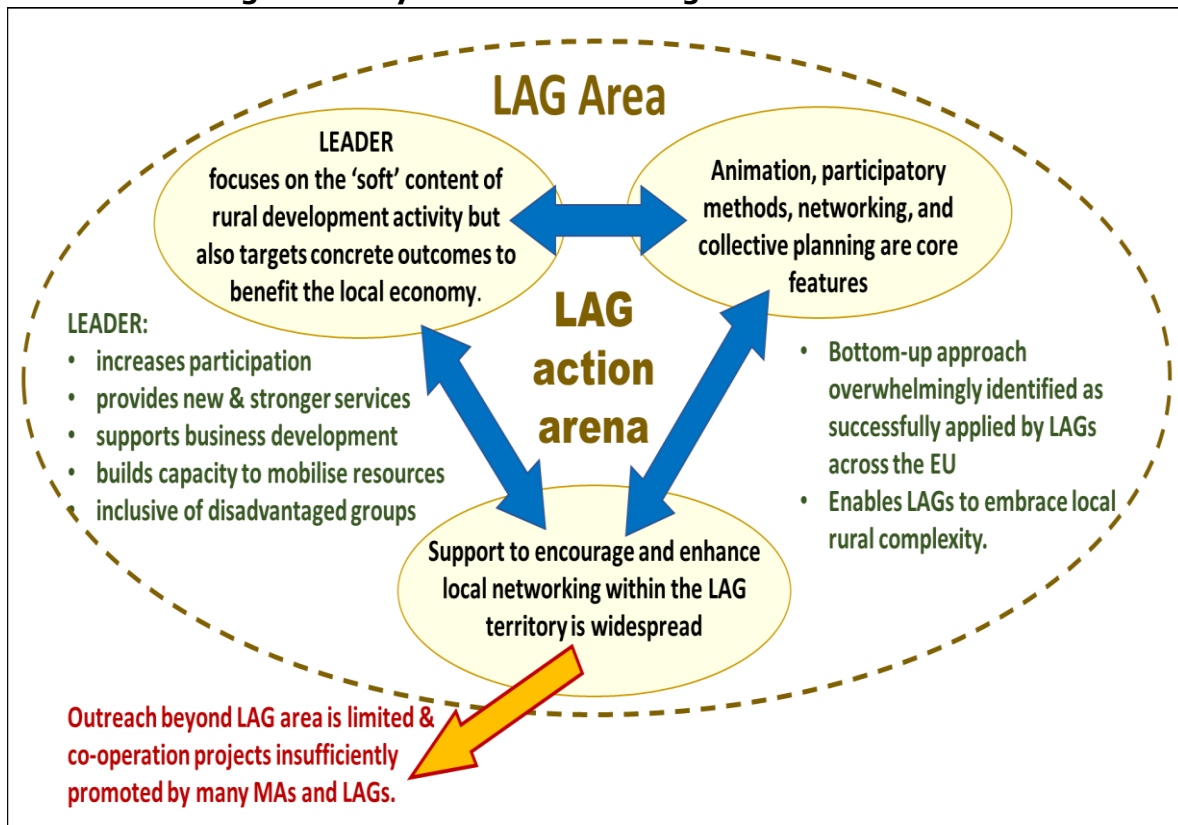 LAG Area
LEADER
focuses on the ‘soft’ content of
rural development activity but
also targets concrete outcomes to
benefit the local economy.
Animation, participatory
methods, networking, and
collective planning are core
features
LAG
action
arena
LEADER:
• increases participation
• provides new & stronger services
• supports business development
• builds capacity to mobilise resources
• inclusive of disadvantaged groups
• Bottom-up approach
overwhelmingly identified as
successfully applied by LAGs
across the EU
• Enables LAGs to embrace local
rural complexity.
Support to encourage and enhance
local networking within the LAG
territory is widespread
Outreach beyond LAG area is limited &
co-operation projects insufficiently
promoted by many MAs and LAGs.